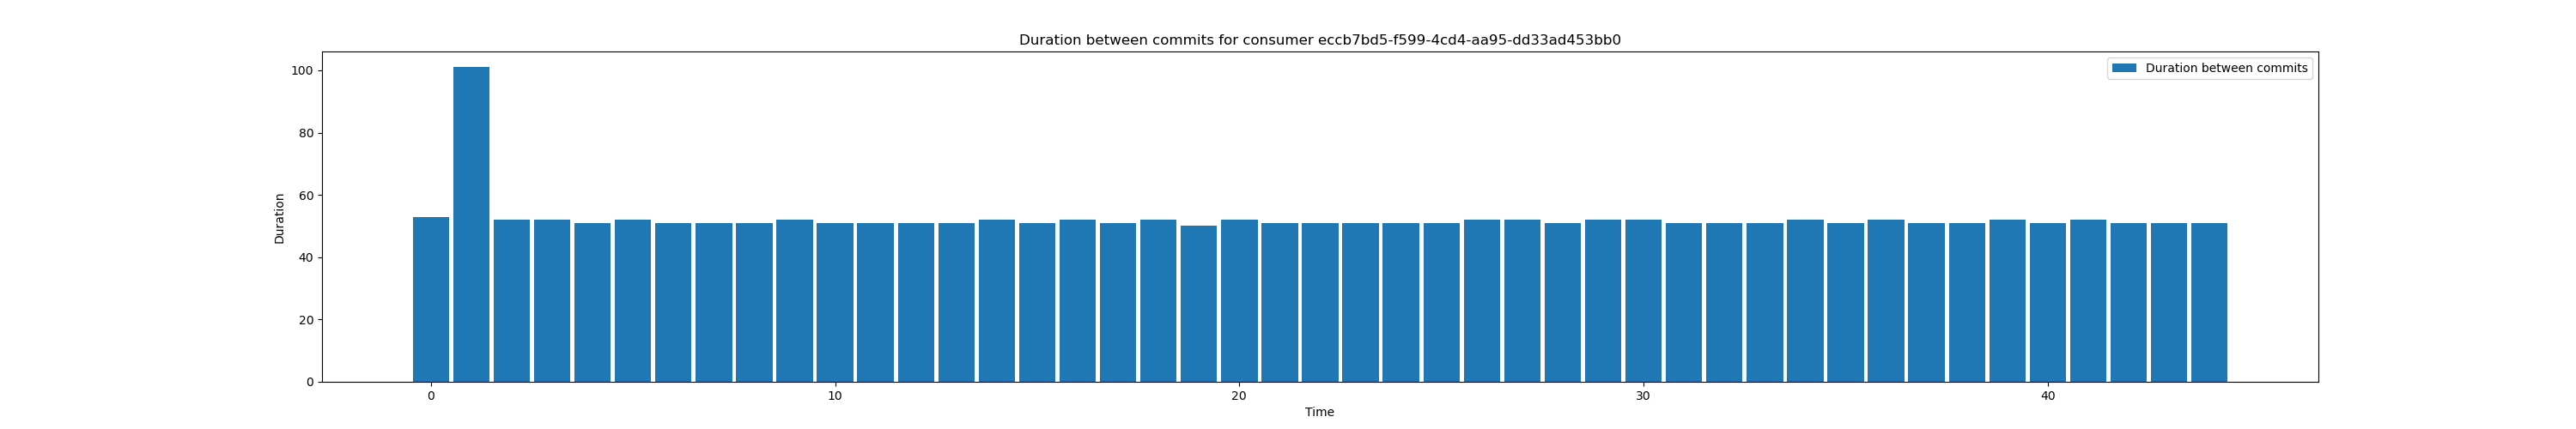 Duration between commits for consumer eccb7bd5-f599-4cd4-aa95-dd33ad453bb0
Duration between commits
100
80
60
40
20
0
Duration
0 10 20 30 40
Time